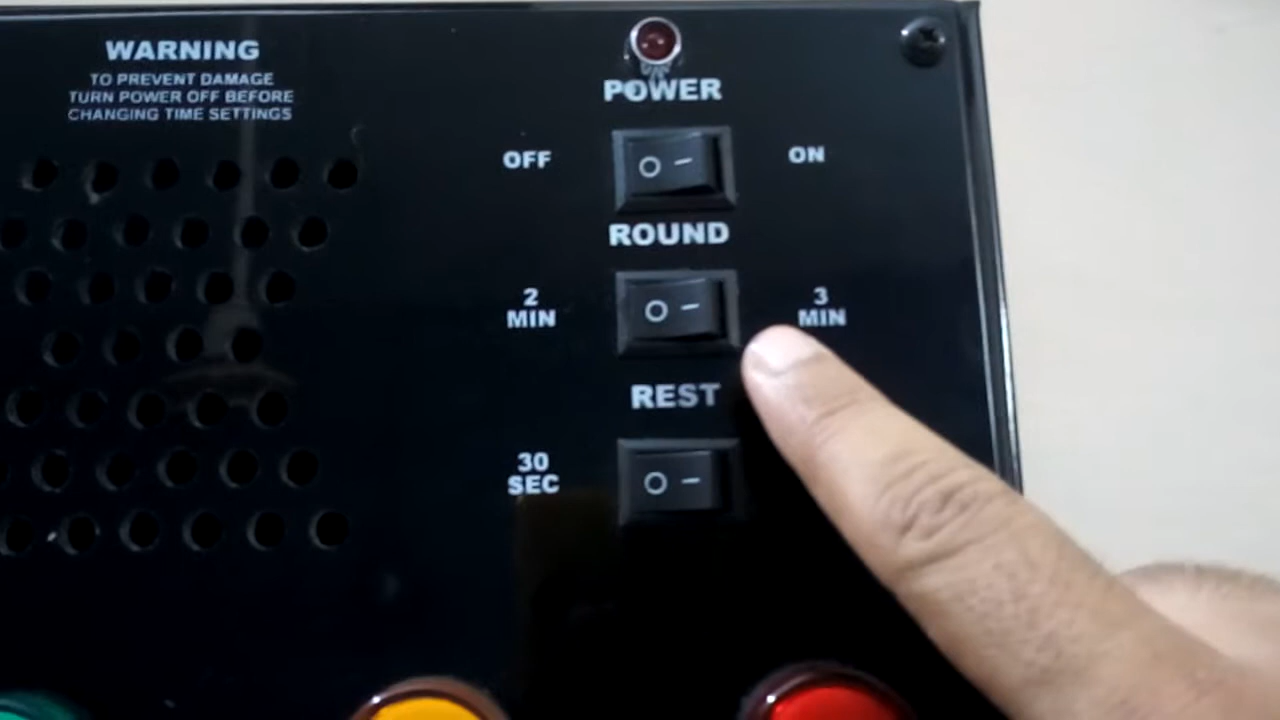 WARNING
TO PREVENT DAMAGE
TURN POWER OFF BEFORE
CHANGING TIME SETTINGS
POWER
OFF
ON
ROUND
2
MIN
3
MIN
REST
30
SEC